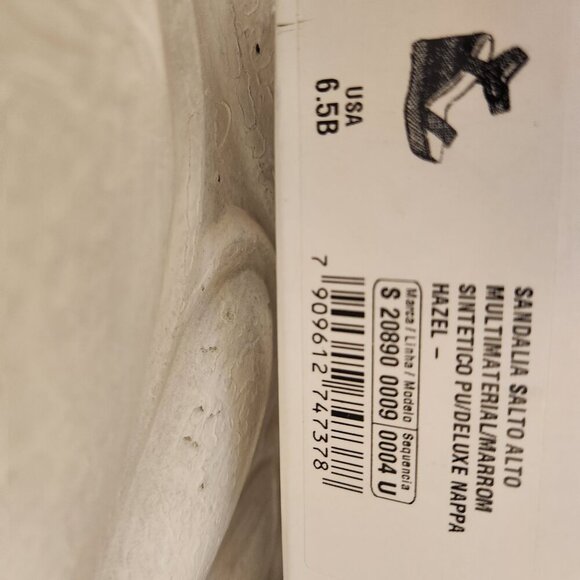 USA
6.5B
SANDALIA SALTO ALTO
MULTIMATERIAL/MARROM
SINTETICO PU/DELUXE NAPPA
HAZEL -
Marca / Linha / Modelo Sequencia
S 20890 0009 0004 U
7 909612 747378